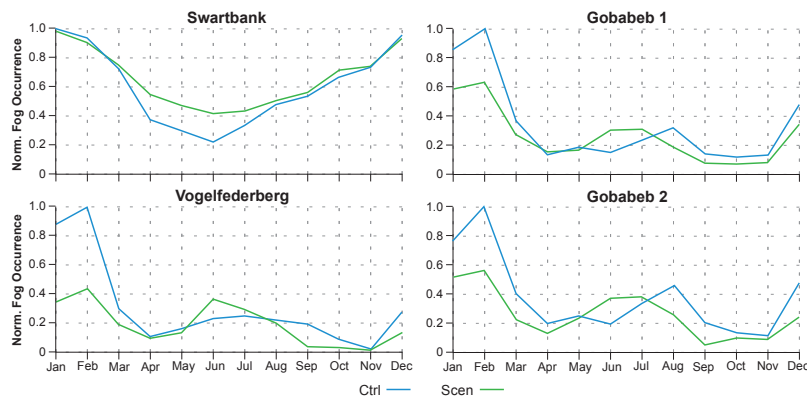 Swartbank
Norm. Fog Occurrence
1.0
0.8
0.6
0.4
0.2
0
Gobabeb 1
1.0
0.8
0.6
0.4
0.2
0
Vogelfederberg
Norm. Fog Occurrence
1.0
0.8
0.6
0.4
0.2
0
Jan Feb Mar Apr May Jun Jul Aug Sep Oct Nov Dec
Gobabeb 2
1.0
0.8
0.6
0.4
0.2
0
Jan Feb Mar Apr May Jun Jul Aug Sep Oct Nov Dec
Ctrl Scen